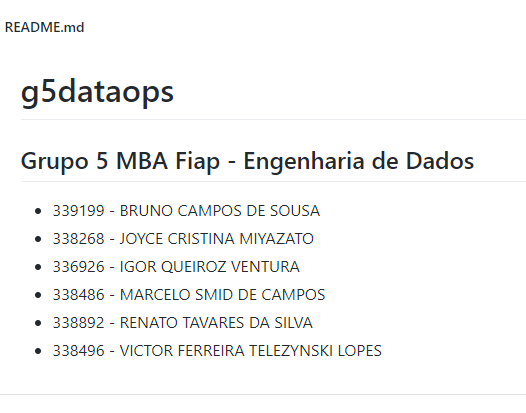 README.md
g5dataops
Grupo 5 MBA Fiap - Engenharia de Dados
339199 - BRUNO CAMPOS DE SOUSA
338268 - JOYCE CRISTINA MIYAZATO
336926 - IGOR QUEIROZ VENTURA
338486 - MARCELO SMID DE CAMPOS
338892 - RENATO TAVARES DA SILVA
338496 - VICTOR FERREIRA TELEZYNSKI LOPES